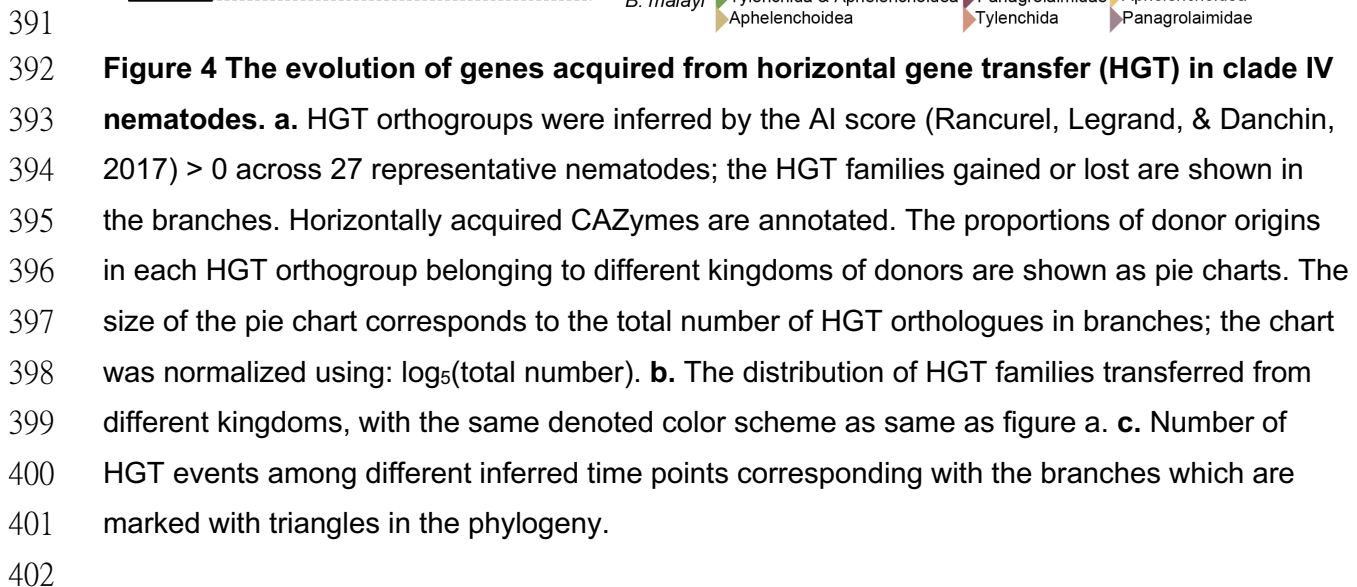 B. malayi Tylenchida & Aphelenchoidea Panagrolaimidae Aphelenchoidea
Aphelenchoidea Tylenchida Panagrolaimidae
391
392 Figure 4 The evolution of genes acquired from horizontal gene transfer (HGT) in clade IV
393 nematodes. a. HGT orthogroups were inferred by the AI score (Rancurel, Legrand, & Danchin,
394 2017) > 0 across 27 representative nematodes; the HGT families gained or lost are shown in
395 the branches. Horizontally acquired CAZymes are annotated. The proportions of donor origins
396 in each HGT orthogroup belonging to different kingdoms of donors are shown as pie charts. The
397 size of the pie chart corresponds to the total number of HGT orthologues in branches; the chart
398 was normalized using: log₅(total number). b. The distribution of HGT families transferred from
399 different kingdoms, with the same denoted color scheme as same as figure a. c. Number of
400 HGT events among different inferred time points corresponding with the branches which are
401 marked with triangles in the phylogeny.
402